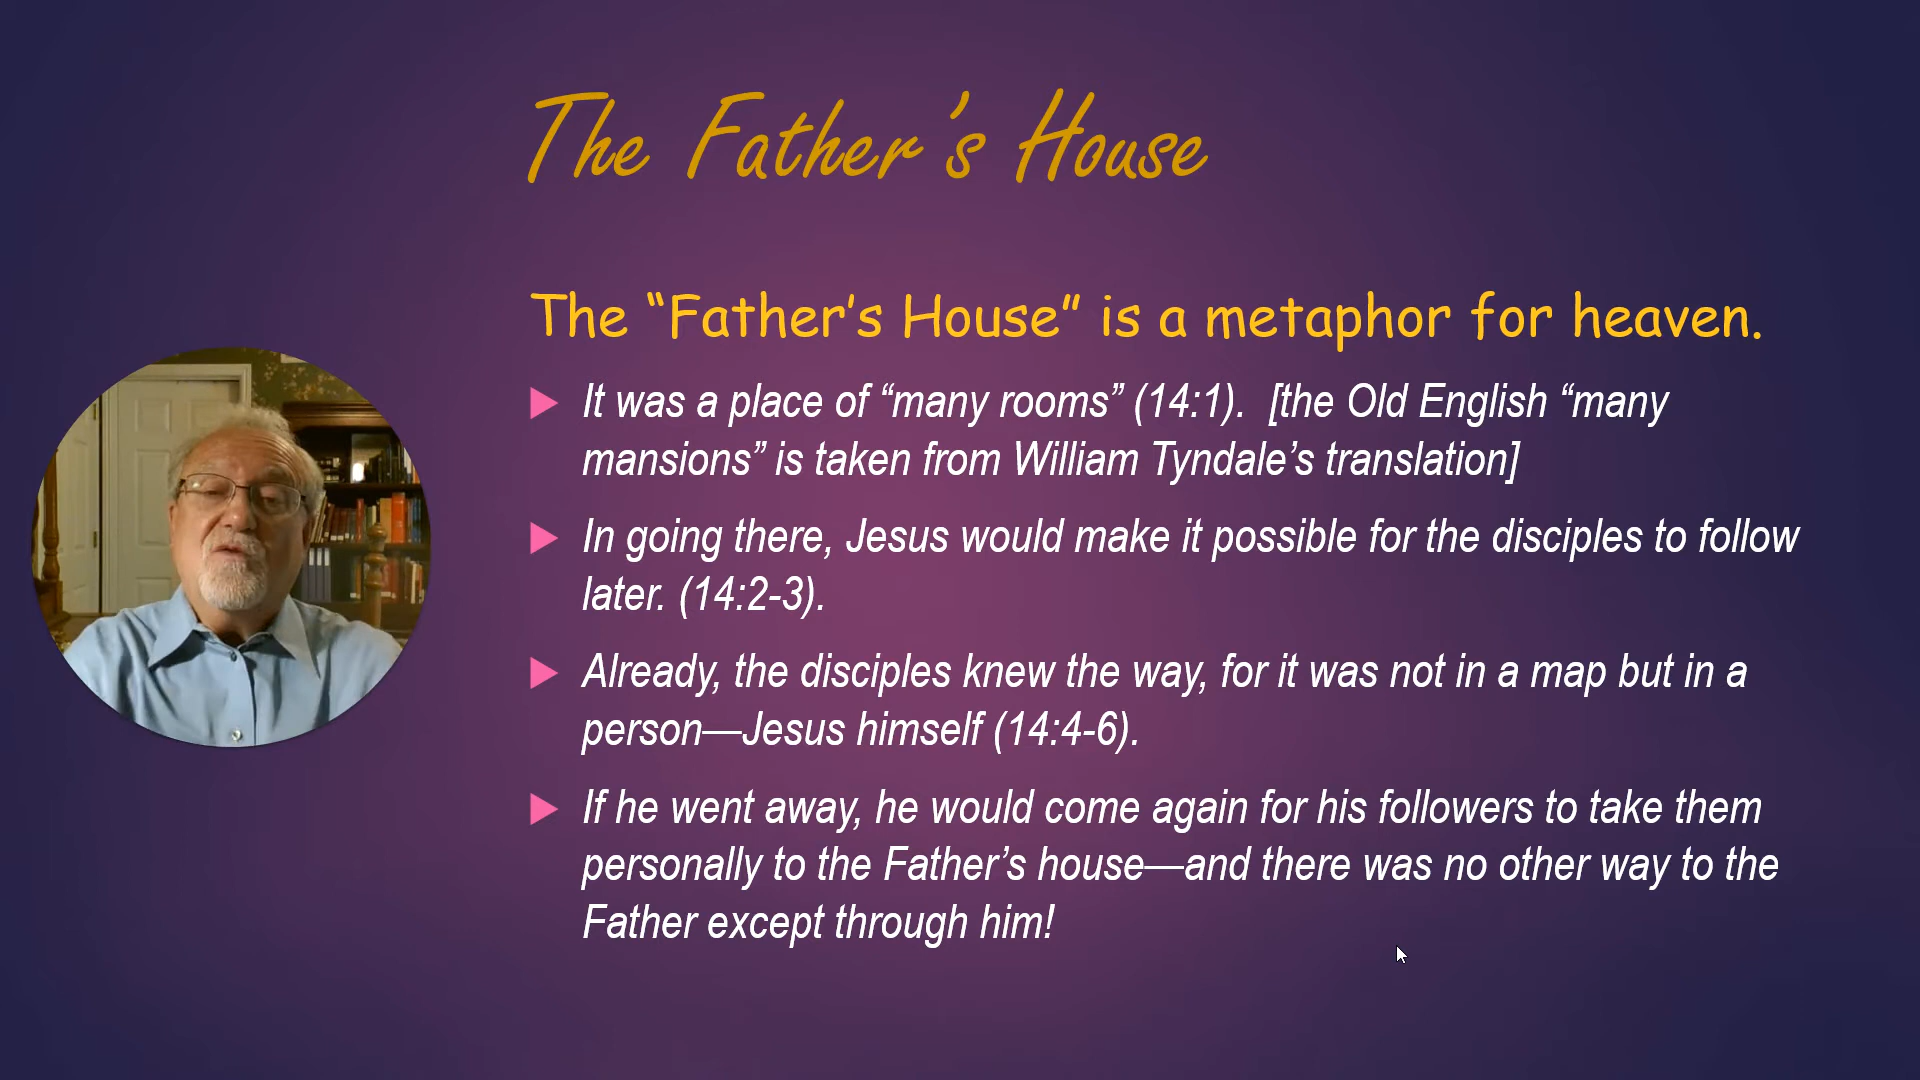 The Father’s House
The “Father’s House” is a metaphor for heaven.
It was a place of “many rooms” (14:1).  [the Old English “many
mansions” is taken from William Tyndale’s translation]
In going there, Jesus would make it possible for the disciples to follow
later. (14:2-3).
Already, the disciples knew the way, for it was not in a map but in a
person—Jesus himself (14:4-6).
If he went away, he would come again for his followers to take them
personally to the Father’s house—and there was no other way to the
Father except through him!